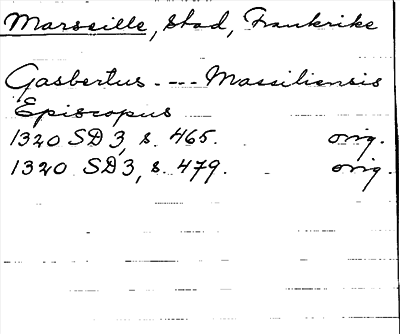 Marseille, stad, Frankrike
Gasbertus. --- Massiliensis
Episcopus
1320 SD 3, s. 465. orig.
1320 SD 3, s. 479. orig.